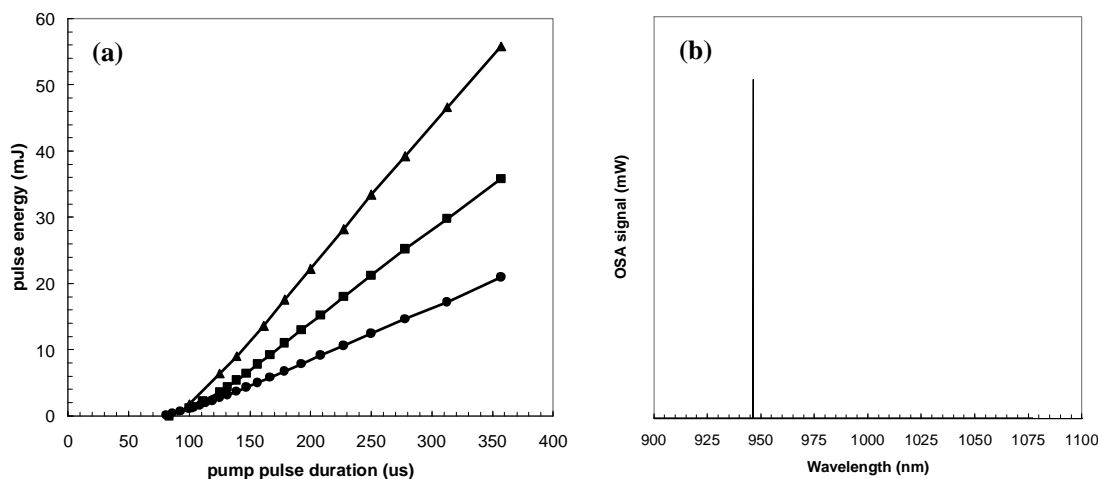 (a)
pulse energy (mJ)
60
50
40
30
20
10
0
0 50 100 150 200 250 300 350 400
pump pulse duration (us)
(b)
OSA signal (mW)
900 925 950 975 1000 1025 1050 1075 1100
Wavelength (nm)